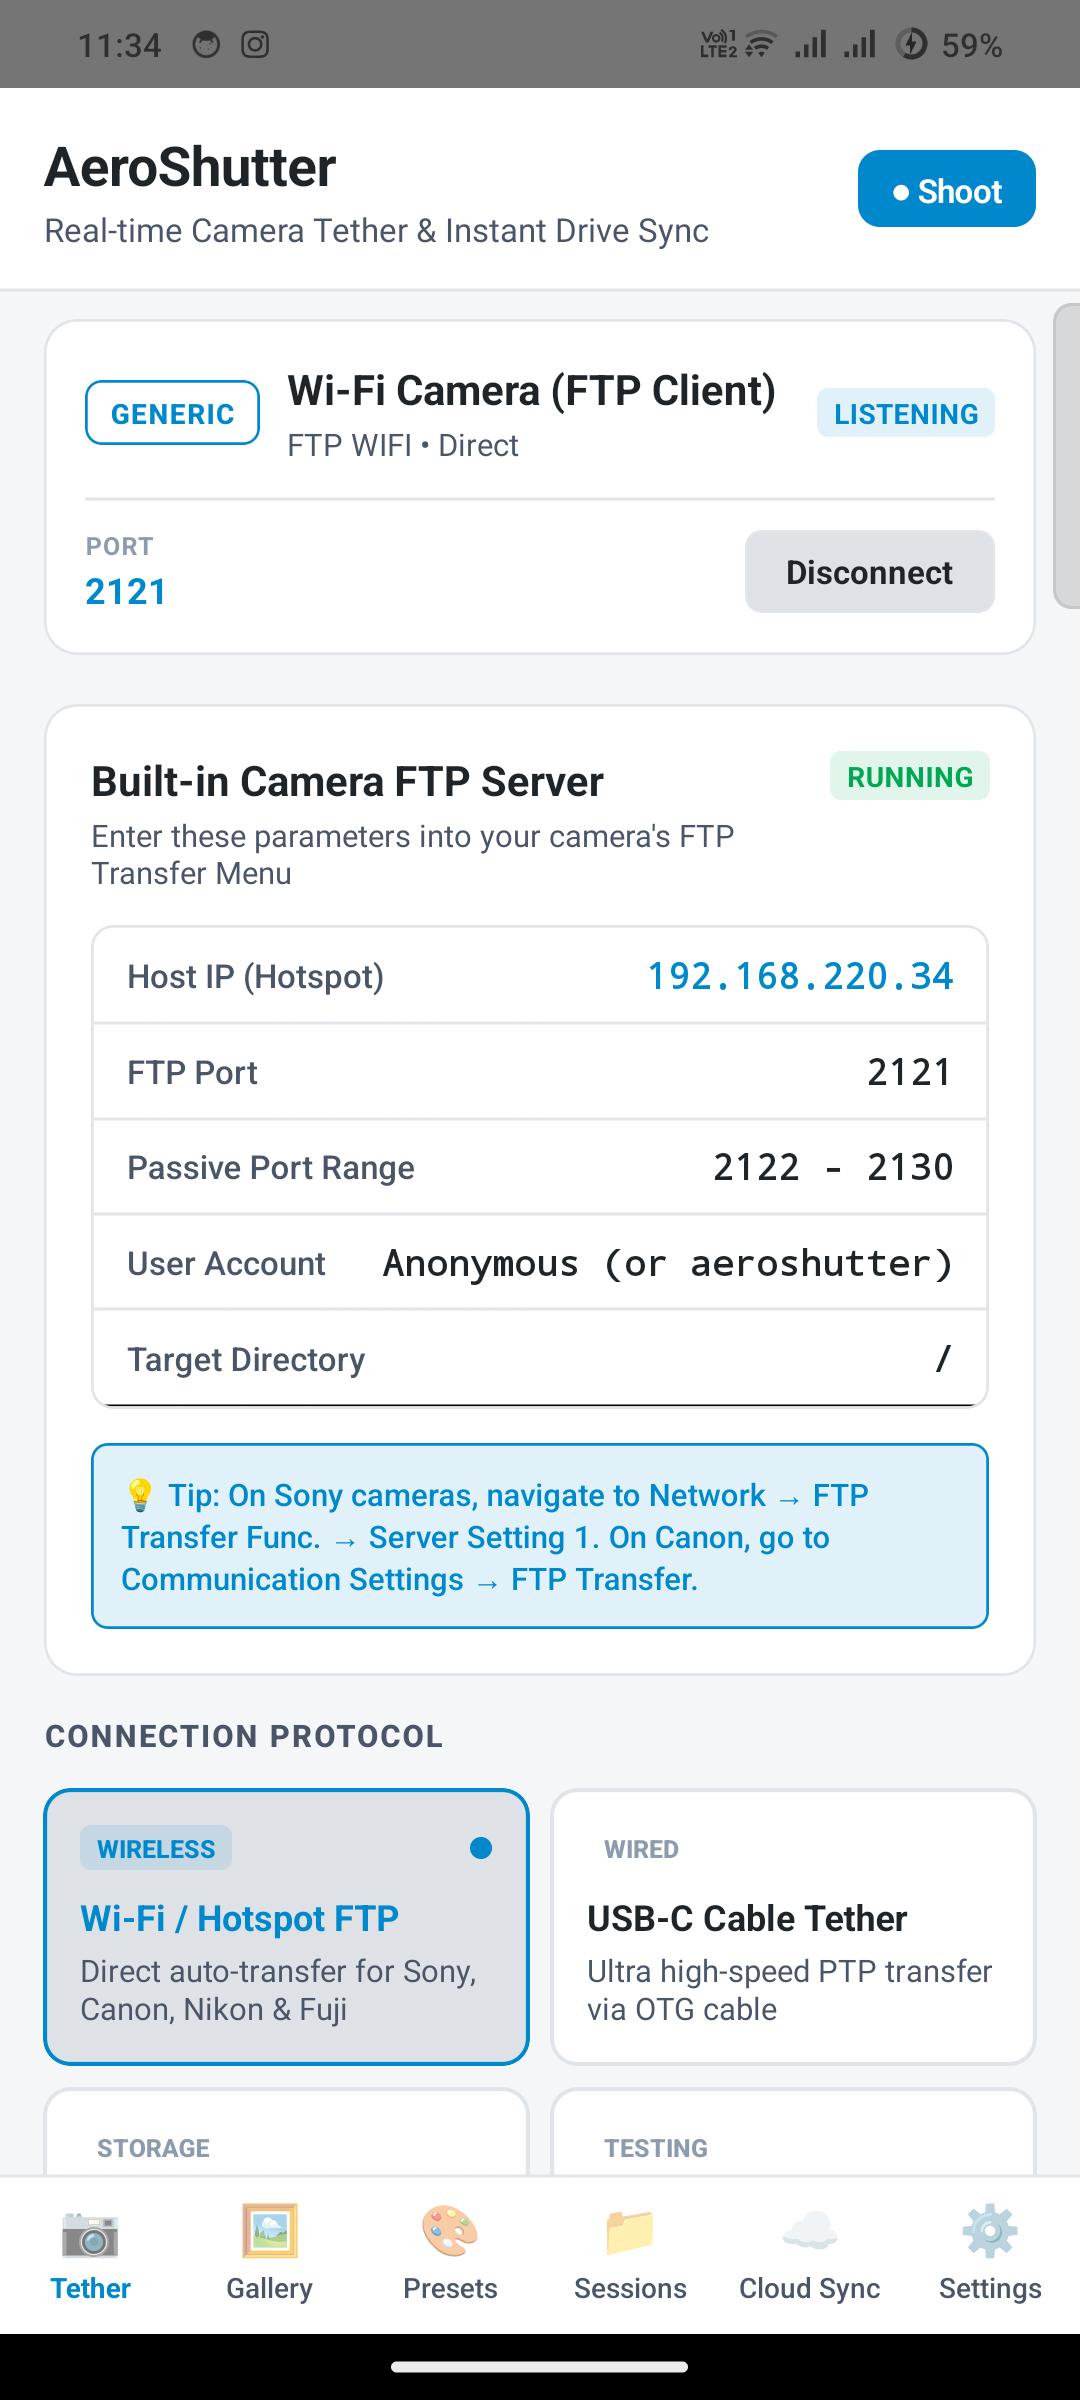 11:34
Vo)) 1
LTE2
59%
AeroShutter
Real-time Camera Tether & Instant Drive Sync
● Shoot
GENERIC
Wi-Fi Camera (FTP Client)
FTP WIFI • Direct
LISTENING
PORT
2121
Disconnect
Built-in Camera FTP Server
RUNNING
Enter these parameters into your camera's FTP
Transfer Menu
Host IP (Hotspot) 192.168.220.34
FTP Port 2121
Passive Port Range 2122 - 2130
User Account Anonymous (or aeroshutter)
Target Directory /
💡 Tip: On Sony cameras, navigate to Network → FTP
Transfer Func. → Server Setting 1. On Canon, go to
Communication Settings → FTP Transfer.
CONNECTION PROTOCOL
WIRELESS
Wi-Fi / Hotspot FTP
Direct auto-transfer for Sony,
Canon, Nikon & Fuji
WIRED
USB-C Cable Tether
Ultra high-speed PTP transfer
via OTG cable
STORAGE
TESTING
Tether
Gallery
Presets
Sessions
Cloud Sync
Settings